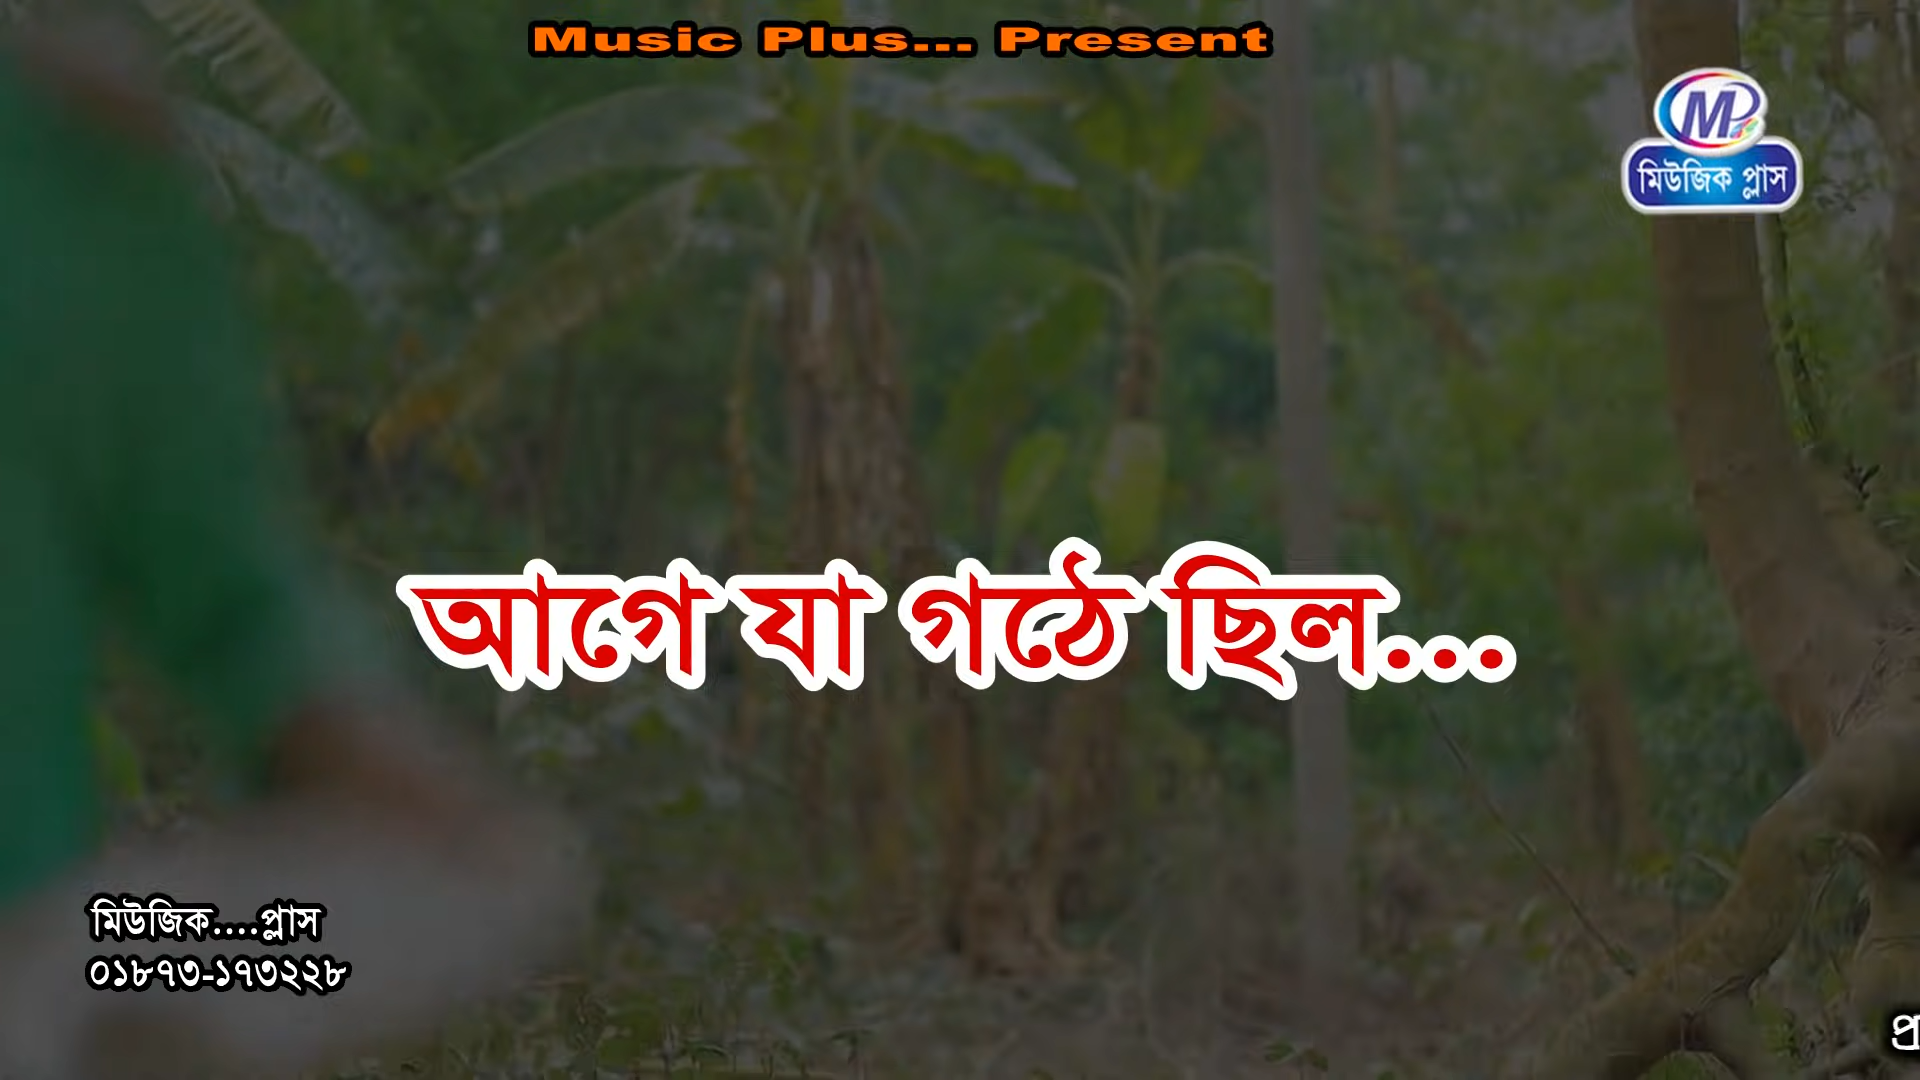 Music Plus... Present
মিউজিক প্লাস
আগে যা গঠে ছিল...
মিউজিক....প্লাস
০১৮৭৩-১৭৩২২৮